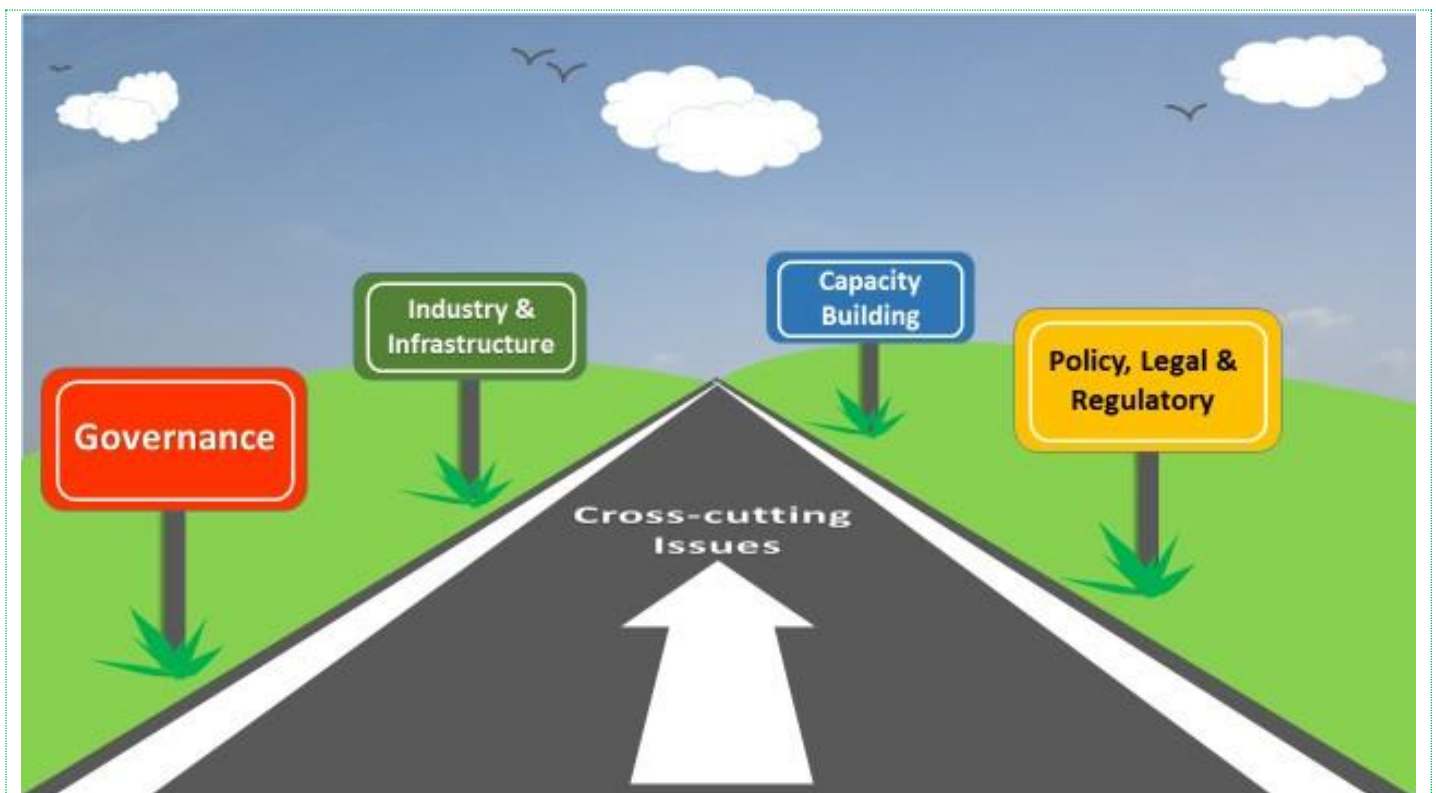 Governance
Industry &
Infrastructure
Capacity
Building
Policy, Legal &
Regulatory
Cross-cutting
Issues